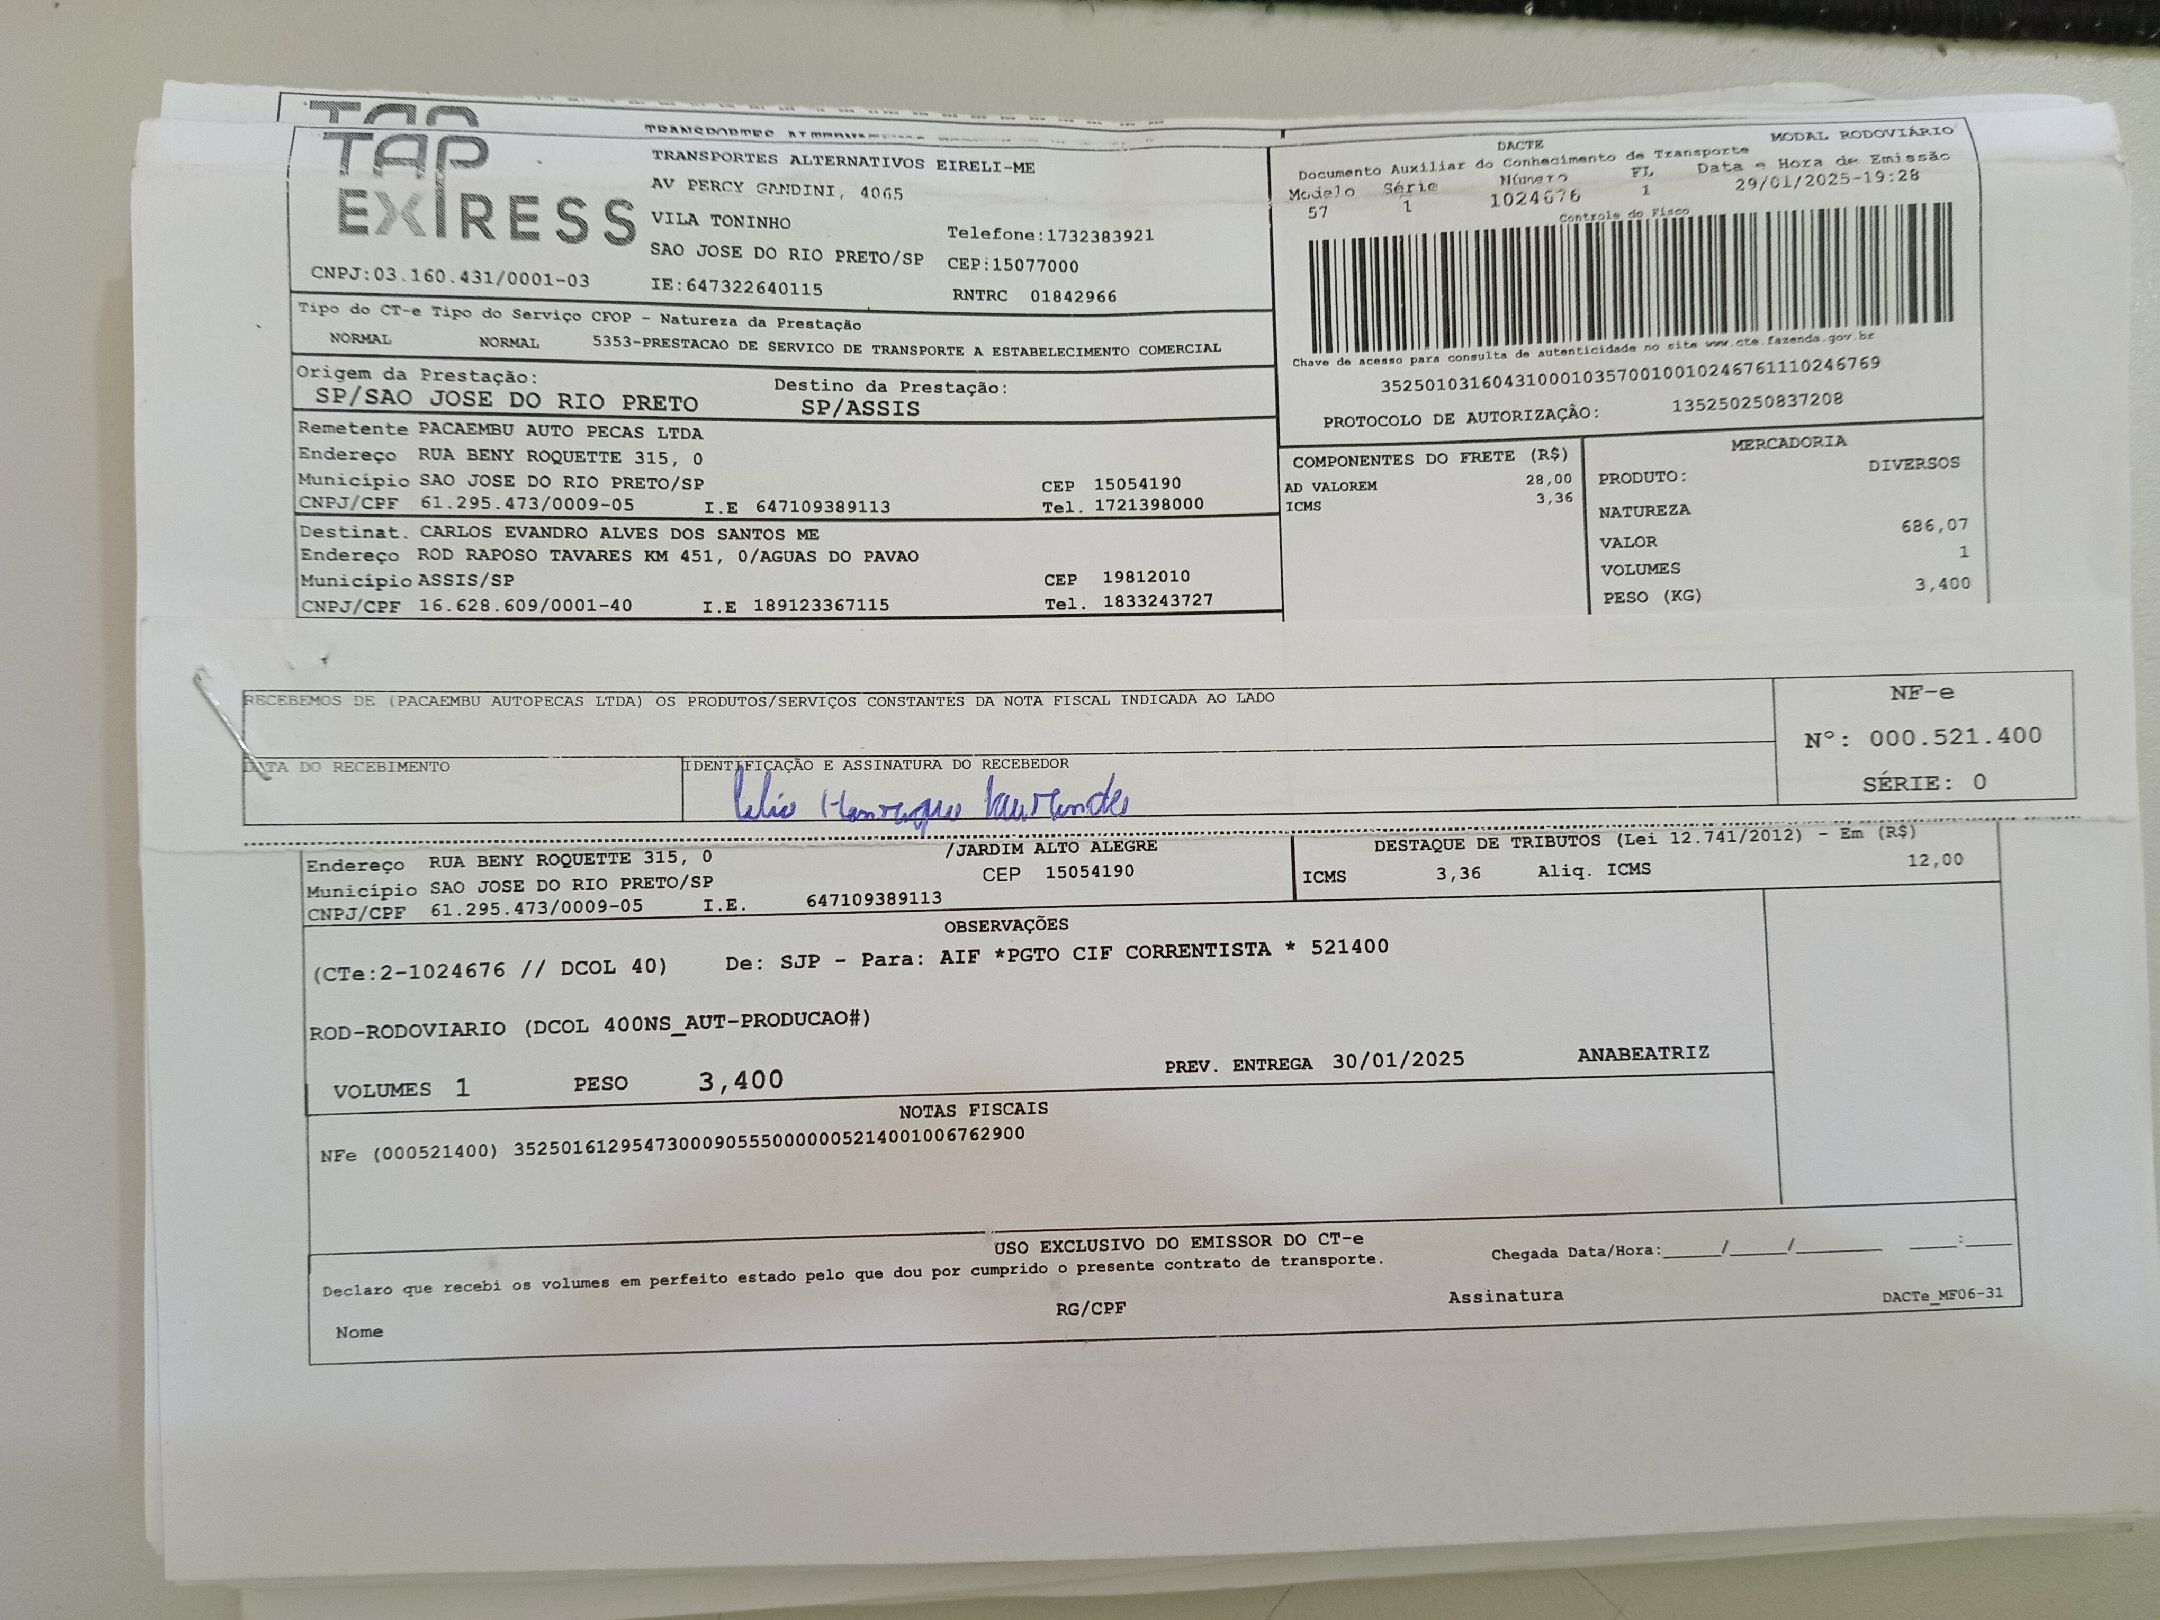 TAP
EXPRESS
TRANSPORTES ALTERNATIVOS EIRELI-ME
AV PERCY GANDINI, 4065
VILA TONINHO
Telefone:1732383921
SAO JOSE DO RIO PRETO/SP CEP:15077000
CNPJ:03.160.431/0001-03 IE:647322640115 RNTRC 01842966
DACTE MODAL RODOVIÁRIO
Documento Auxiliar do Conhecimento de Transporte
Modelo Série Número FL Data e Hora de Emissão
57 1 1024676 1 29/01/2025-19:28
Controle do Fisco
Chave de acesso para consulta de autenticidade no site www.cte.fazenda.gov.br
35250103160431000103570010010246761110246769
PROTOCOLO DE AUTORIZAÇÃO: 135250250837208
Tipo do CT-e Tipo do Serviço CFOP - Natureza da Prestação
NORMAL NORMAL 5353-PRESTACAO DE SERVICO DE TRANSPORTE A ESTABELECIMENTO COMERCIAL
Origem da Prestação: Destino da Prestação:
SP/SAO JOSE DO RIO PRETO SP/ASSIS
Remetente PACAEMBU AUTO PECAS LTDA
Endereço RUA BENY ROQUETTE 315, 0
Município SAO JOSE DO RIO PRETO/SP CEP 15054190
CNPJ/CPF 61.295.473/0009-05 I.E 647109389113 Tel. 1721398000
Destinat. CARLOS EVANDRO ALVES DOS SANTOS ME
Endereço ROD RAPOSO TAVARES KM 451, 0/AGUAS DO PAVAO
Município ASSIS/SP CEP 19812010
CNPJ/CPF 16.628.609/0001-40 I.E 189123367115 Tel. 1833243727
COMPONENTES DO FRETE (R$)
AD VALOREM 28,00
ICMS 3,36
MERCADORIA
PRODUTO: DIVERSOS
NATUREZA
VALOR 686,07
VOLUMES 1
PESO (KG) 3,400
RECEBEMOS DE (PACAEMBU AUTOPECAS LTDA) OS PRODUTOS/SERVIÇOS CONSTANTES DA NOTA FISCAL INDICADA AO LADO
NF-e
Nº: 000.521.400
SÉRIE: 0
DATA DO RECEBIMENTO IDENTIFICAÇÃO E ASSINATURA DO RECEBEDOR
Henrique
Endereço RUA BENY ROQUETTE 315, 0 /JARDIM ALTO ALEGRE
Município SAO JOSE DO RIO PRETO/SP CEP 15054190
CNPJ/CPF 61.295.473/0009-05 I.E. 647109389113
DESTAQUE DE TRIBUTOS (Lei 12.741/2012) - Em (R$)
ICMS 3,36 Aliq. ICMS 12,00
OBSERVAÇÕES
(CTe:2-1024676 // DCOL 40) De: SJP - Para: AIF *PGTO CIF CORRENTISTA * 521400
ROD-RODOVIARIO (DCOL 400NS_AUT-PRODUCAO#)
VOLUMES 1 PESO 3,400 PREV. ENTREGA 30/01/2025 ANABEATRIZ
NOTAS FISCAIS
NFe (000521400) 35250161295473000905550000005214001006762900
USO EXCLUSIVO DO EMISSOR DO CT-e
Declaro que recebi os volumes em perfeito estado pelo que dou por cumprido o presente contrato de transporte. Chegada Data/Hora:_____/_____/_______ ____:____
Nome RG/CPF Assinatura DACTe_MF06-31